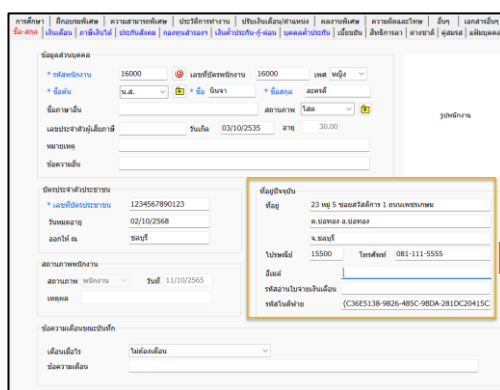 การศึกษา ฝึกอบรมพิเศษ ความสามารถพิเศษ ประวัติการทำงาน ปรับเงินเดือน/ตำแหน่ง ผลงานพิเศษ ความผิดและโทษ อื่นๆ เอกสารอื่นๆ
ชื่อ-สกุล เงินเดือน ภาษีเงินได้ ประกันสังคม กองทุนสำรองฯ เงินค้ำประกัน-กู้-ผ่อน บุคคลค้ำประกัน เบี้ยขยัน สิทธิการลา ต่างชาติ คู่สมรส แฟ้มบุคคล
ข้อมูลส่วนบุคคล
* รหัสพนักงาน 16000 เลขที่บัตรพนักงาน 16000 เพศ หญิง
* ชื่อต้น น.ส. * ชื่อ นินจา * ชื่อสกุล อะครดี
ชื่อภาษาอื่น สถานภาพ โสด
รูปพนักงาน
เลขประจำตัวผู้เสียภาษี วันเกิด 03/10/2535 อายุ 30.00
หมายเหตุ
ข้อความอื่น
บัตรประจำตัวประชาชน
* เลขที่บัตรประชาชน 1234567890123
วันหมดอายุ 02/10/2568
ออกให้ ณ ชลบุรี
ที่อยู่ปัจจุบัน
ที่อยู่ 23 หมู่ 5 ซอยสวัสดิการ 1 ถนนเพชรเกษม
ต.บ่อทอง อ.บ่อทอง
จ.ชลบุรี
ไปรษณีย์ 15500 โทรศัพท์ 081-111-5555
อีเมล์
รหัสอ่านใบจ่ายเงินเดือน
รหัสโนติฟาย {C36E5138-9826-485C-9BDA-281DC20415C
สถานภาพพนักงาน
สถานภาพ พนักงาน วันที่ 11/10/2565
เหตุผล
ข้อความเตือนขณะบันทึก
เตือนเมื่อไร ไม่ต้องเตือน
ข้อความเตือน